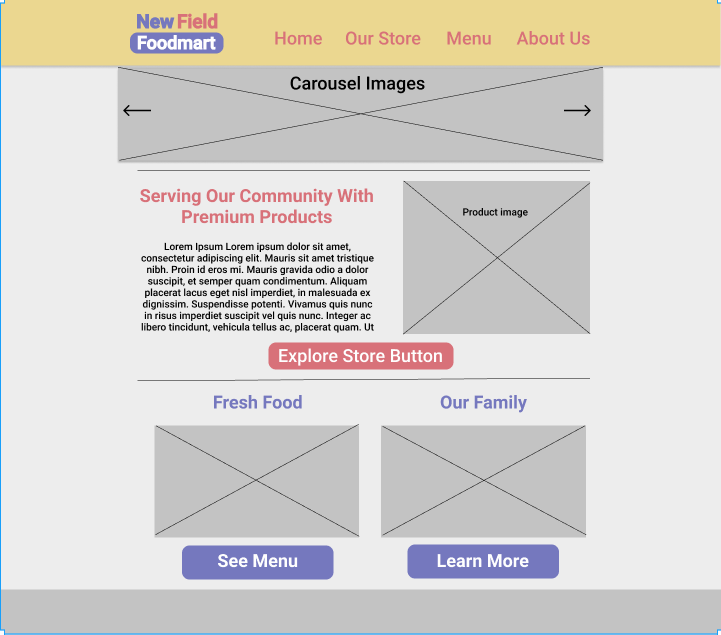 New Field
Foodmart
Home Our Store Menu About Us
Carousel Images
Serving Our Community With
Premium Products
Product image
Lorem Ipsum Lorem ipsum dolor sit amet,
consectetur adipiscing elit. Mauris sit amet tristique
nibh. Proin id eros mi. Mauris gravida odio a dolor
suscipit, et semper quam condimentum. Aliquam
placerat lacus eget nisl imperdiet, in malesuada ex
dignissim. Suspendisse potenti. Vivamus quis nunc
in risus imperdiet suscipit vel quis nunc. Integer ac
libero tincidunt, vehicula tellus ac, placerat quam. Ut
Explore Store Button
Fresh Food
Our Family
See Menu
Learn More